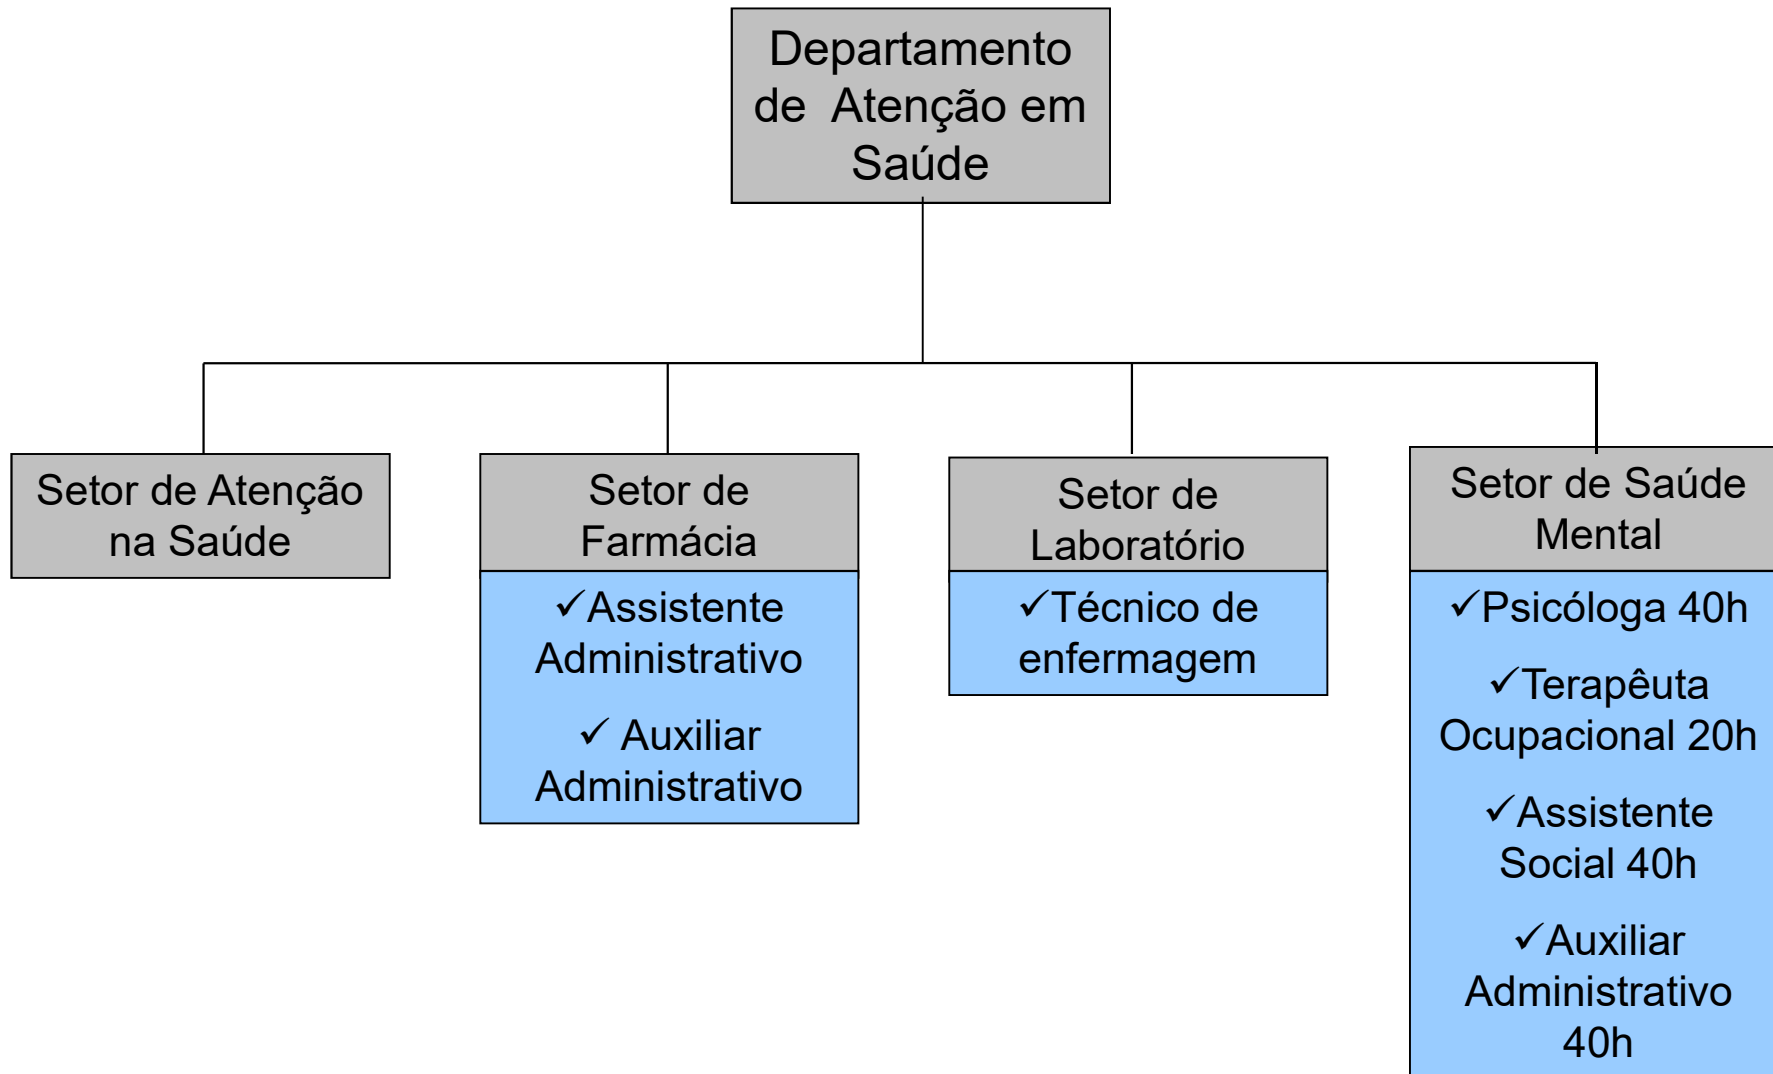 Departamento
de Atenção em
Saúde
Setor de Atenção
na Saúde
Setor de
Farmácia
✓Assistente
Administrativo
✓ Auxiliar
Administrativo
Setor de
Laboratório
✓Técnico de
enfermagem
Setor de Saúde
Mental
✓Psicóloga 40h
✓Terapêuta
Ocupacional 20h
✓Assistente
Social 40h
✓Auxiliar
Administrativo
40h